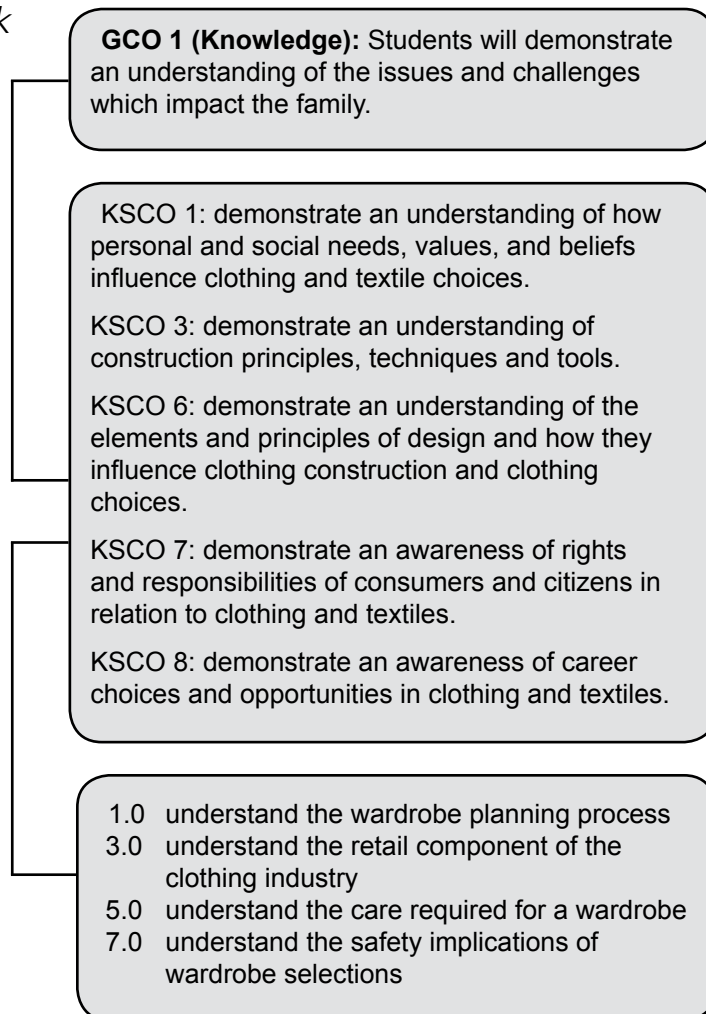 k
GCO 1 (Knowledge): Students will demonstrate
an understanding of the issues and challenges
which impact the family.
KSCO 1: demonstrate an understanding of how
personal and social needs, values, and beliefs
influence clothing and textile choices.
KSCO 3: demonstrate an understanding of
construction principles, techniques and tools.
KSCO 6: demonstrate an understanding of the
elements and principles of design and how they
influence clothing construction and clothing
choices.
KSCO 7: demonstrate an awareness of rights
and responsibilities of consumers and citizens in
relation to clothing and textiles.
KSCO 8: demonstrate an awareness of career
choices and opportunities in clothing and textiles.
1.0 understand the wardrobe planning process
3.0 understand the retail component of the
clothing industry
5.0 understand the care required for a wardrobe
7.0 understand the safety implications of
wardrobe selections